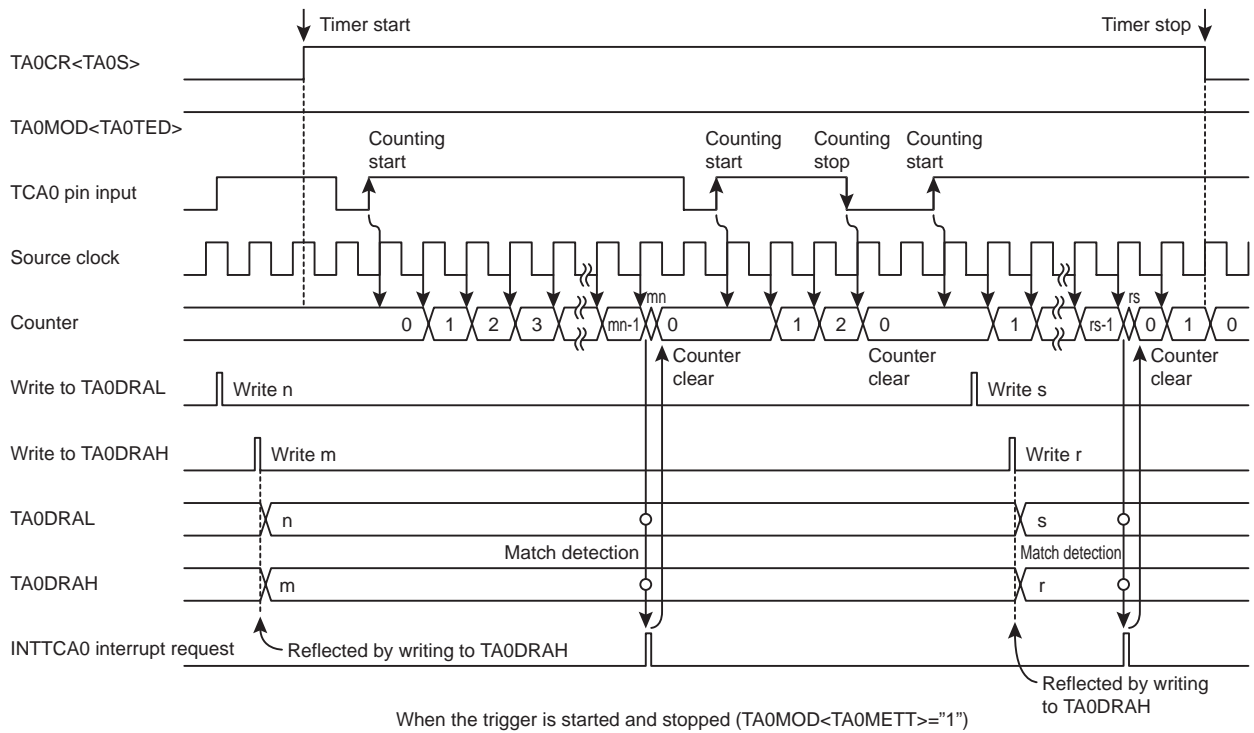 Timer start
Timer stop
TA0CR<TA0S>
TA0MOD<TA0TED>
Counting
start
Counting
start
Counting
stop
Counting
start
TCA0 pin input
Source clock
Counter
0 1 2 3 mn-1 mn 0 1 2 0 1 rs-1 rs 0 1 0
Counter
clear
Counter
clear
Counter
clear
Write to TA0DRAL
Write n
Write s
Write to TA0DRAH
Write m
Write r
TA0DRAL
n
s
Match detection
Match detection
TA0DRAH
m
r
INTTCA0 interrupt request
Reflected by writing to TA0DRAH
Reflected by writing
to TA0DRAH
When the trigger is started and stopped (TA0MOD<TA0METT>=”1”)